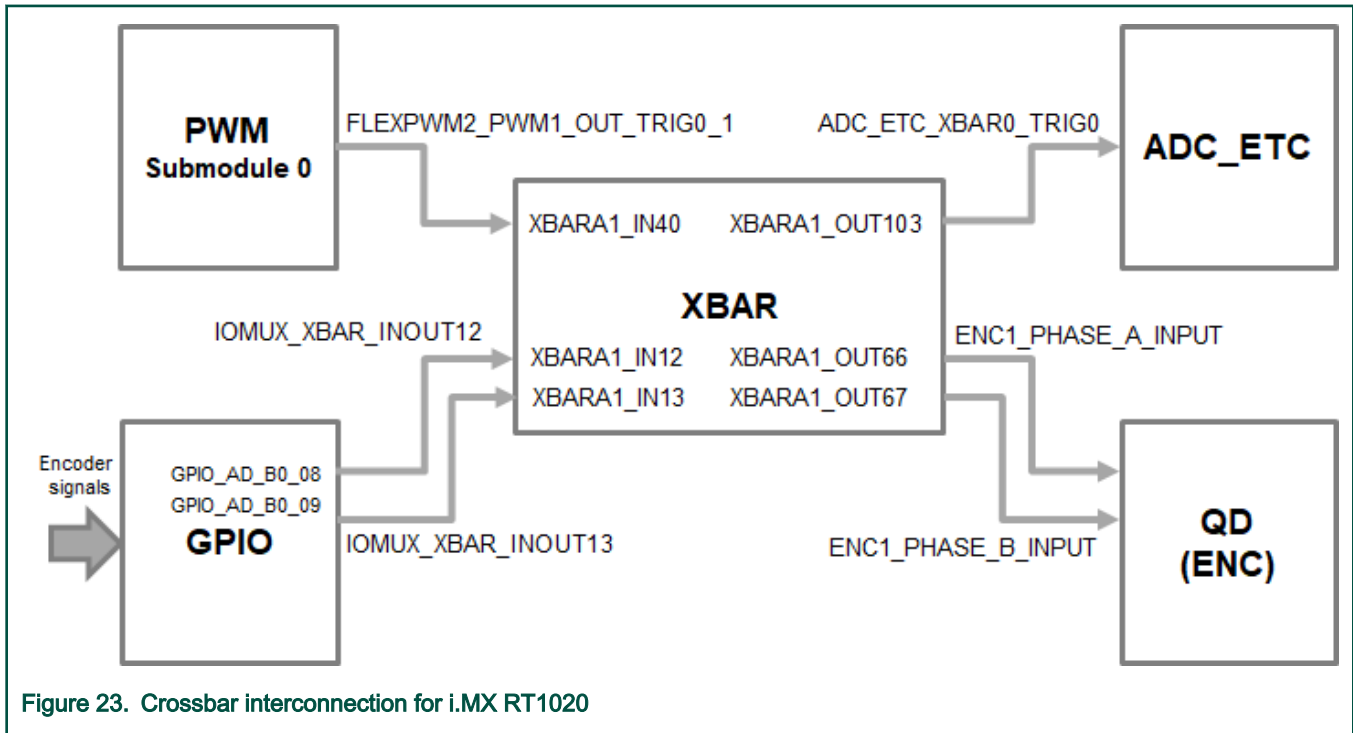 PWM
Submodule 0
FLEXPWM2_PWM1_OUT_TRIG0_1
ADC_ETC_XBAR0_TRIG0
ADC_ETC
XBARA1_IN40 XBARA1_OUT103
XBAR
IOMUX_XBAR_INOUT12
ENC1_PHASE_A_INPUT
XBARA1_IN12 XBARA1_OUT66
XBARA1_IN13 XBARA1_OUT67
Encoder
signals
GPIO_AD_B0_08
GPIO_AD_B0_09
GPIO
IOMUX_XBAR_INOUT13
ENC1_PHASE_B_INPUT
QD
(ENC)
Figure 23. Crossbar interconnection for i.MX RT1020